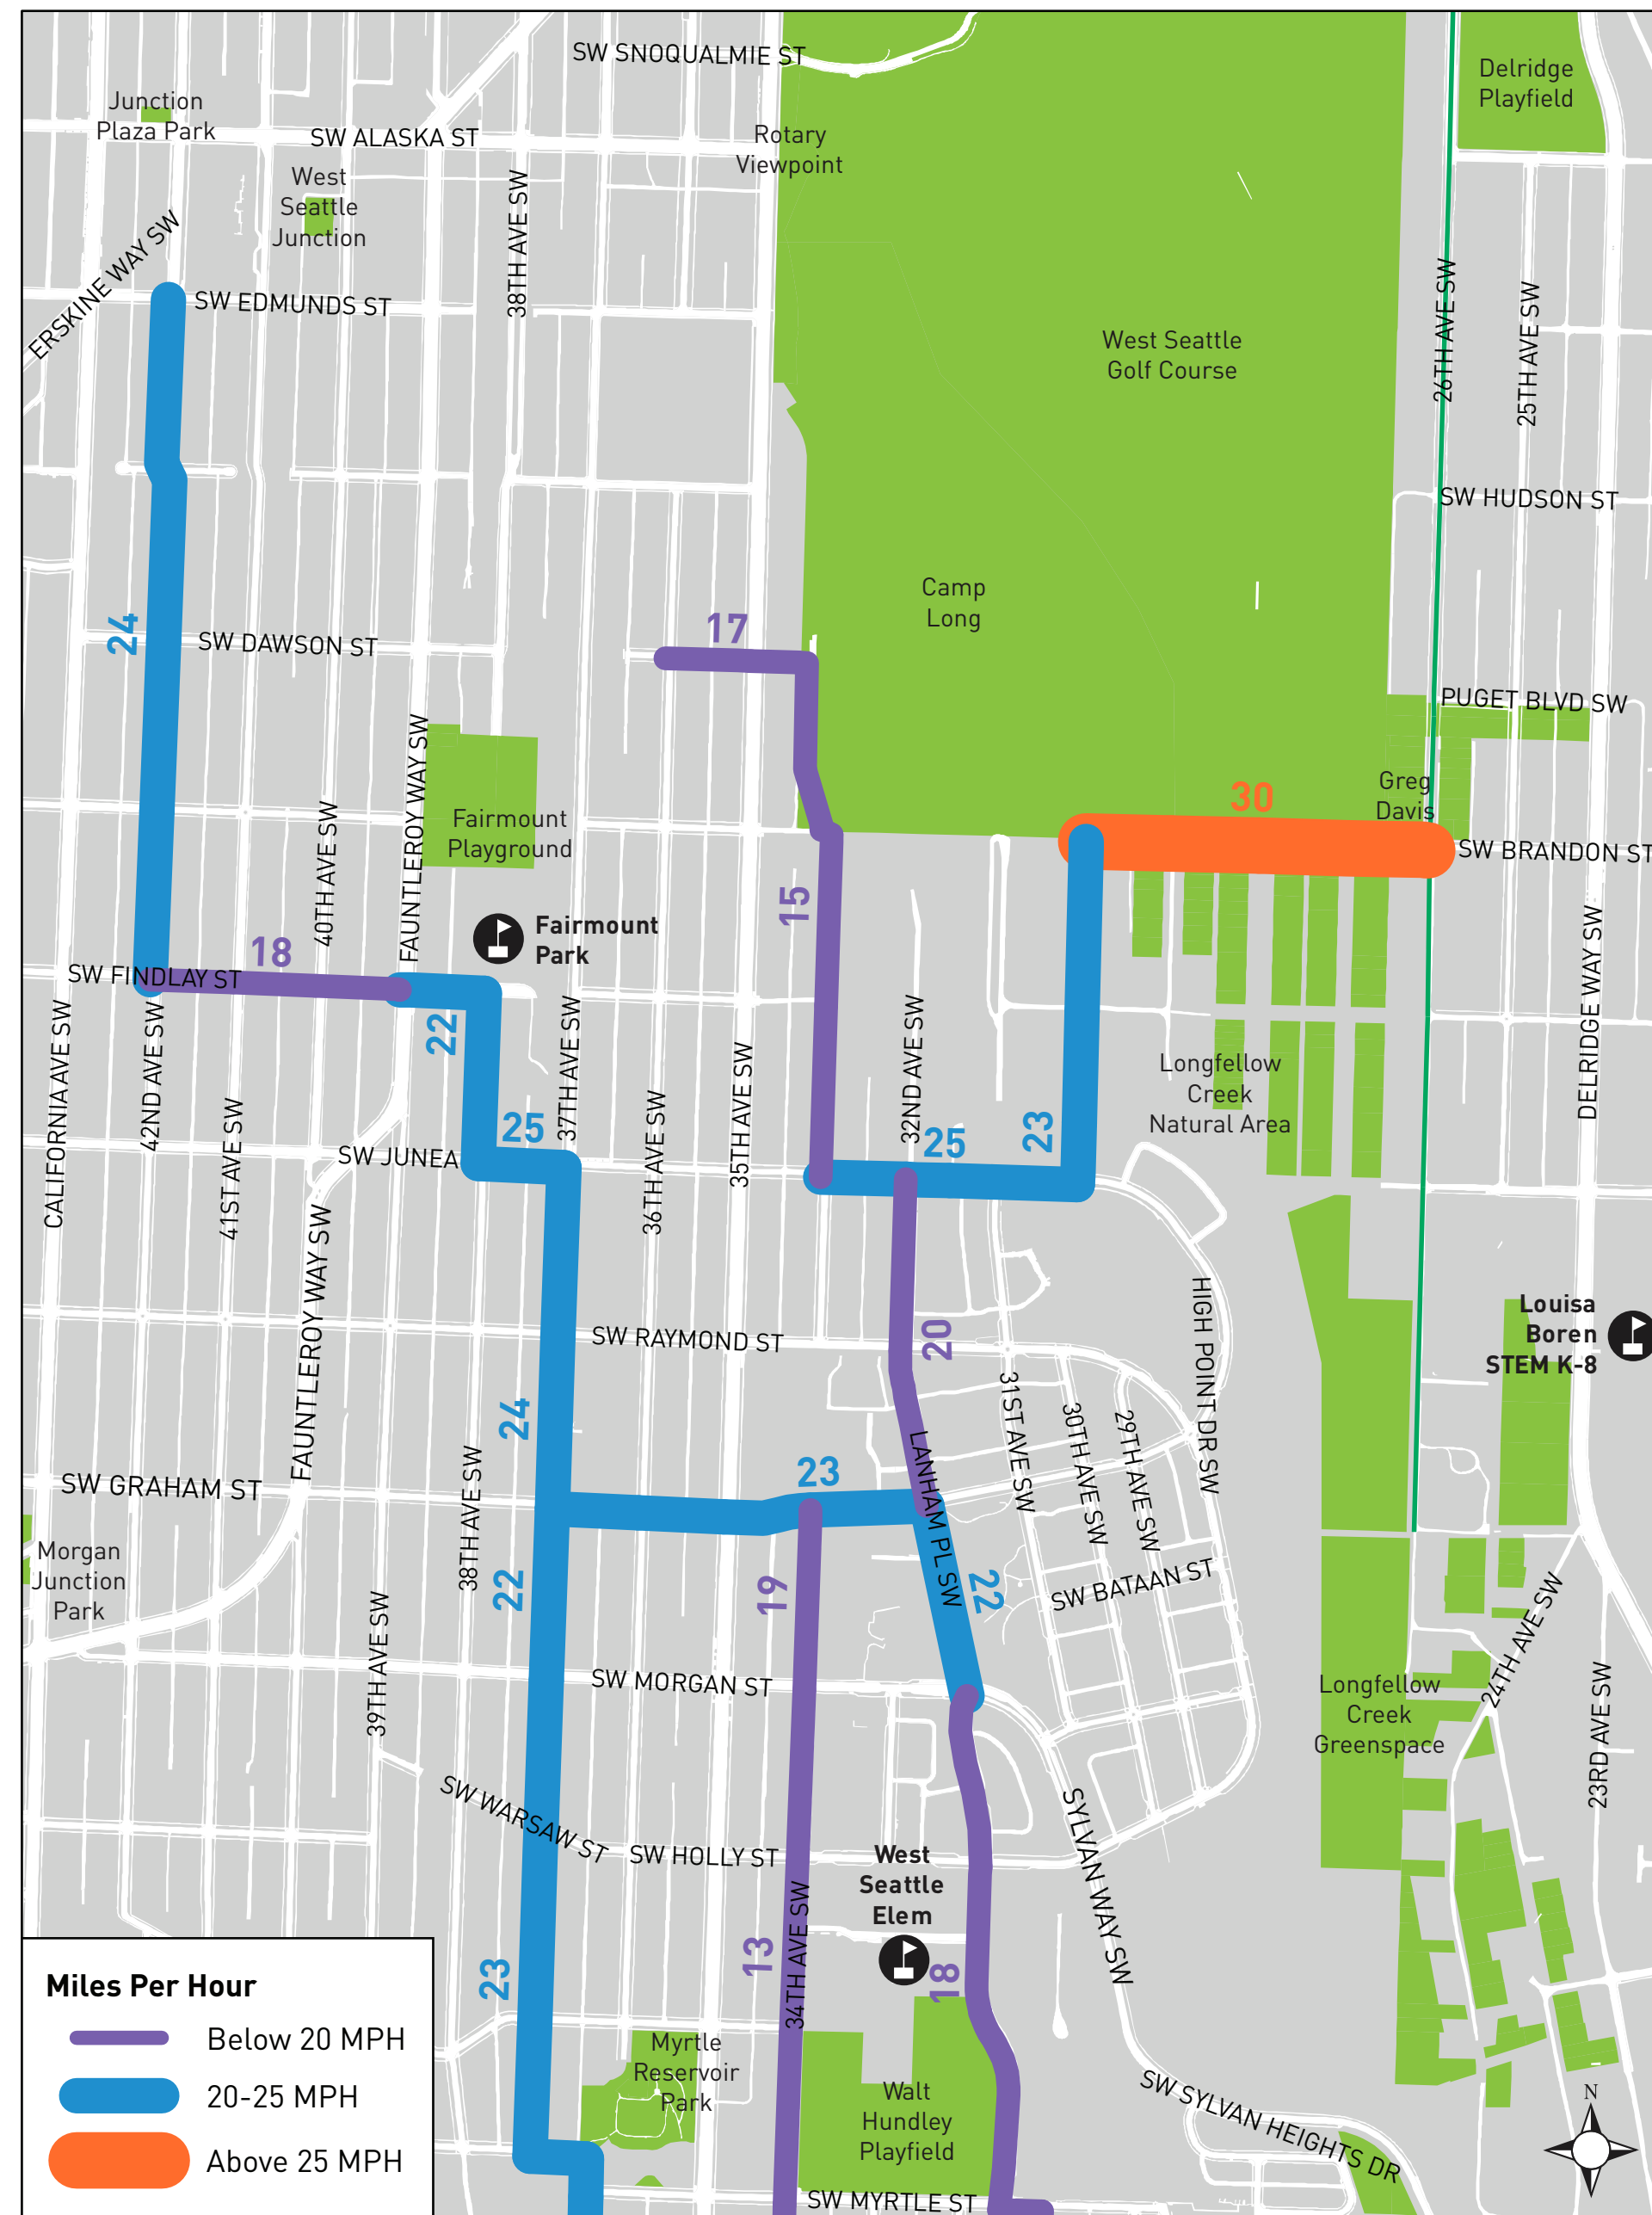 SW SNOQUALMIE ST
Delridge
Playfield
Junction
Plaza Park
SW ALASKA ST
Rotary
Viewpoint
West
Seattle
Junction
38TH AVE SW
ERSKINE WAY SW
SW EDMUNDS ST
West Seattle
Golf Course
26TH AVE SW
25TH AVE SW
SW HUDSON ST
Camp
Long
24
SW DAWSON ST
17
PUGET BLVD SW
FAUNTLEROY WAY SW
Greg
Davis
30
40TH AVE SW
Fairmount
Playground
SW BRANDON ST
15
Fairmount
Park
18
SW FINDLAY ST
DELRIDGE WAY SW
22
CALIFORNIA AVE SW
42ND AVE SW
41ST AVE SW
37TH AVE SW
36TH AVE SW
35TH AVE SW
32ND AVE SW
Longfellow
Creek
Natural Area
25
25
23
SW JUNEA
FAUNTLEROY WAY SW
HIGH POINT DR SW
Louisa
Boren
STEM K-8
SW RAYMOND ST
20
24
31ST AVE SW
30TH AVE SW
29TH AVE SW
LANHAM PL SW
SW GRAHAM ST
38TH AVE SW
23
Morgan
Junction
Park
22
19
22
SW BATAAN ST
24TH AVE SW
39TH AVE SW
SW MORGAN ST
Longfellow
Creek
Greenspace
23RD AVE SW
SW WARSAW ST
SW HOLLY ST
SYLVAN WAY SW
West
Seattle
Elem
34TH AVE SW
13
18
23
Miles Per Hour
Below 20 MPH
20-25 MPH
Above 25 MPH
Myrtle
Reservoir
Park
Walt
Hundley
Playfield
SW SYLVAN HEIGHTS DR
N
SW MYRTLE ST